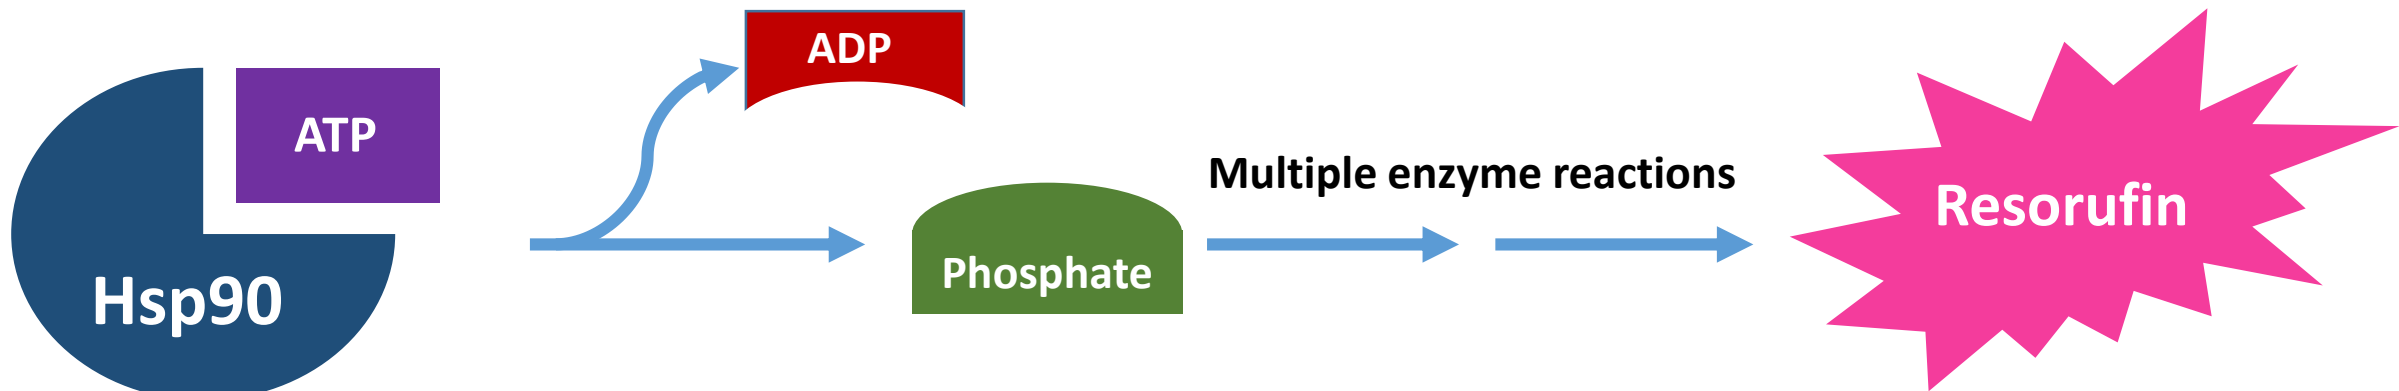 Hsp90
ATP
ADP
Phosphate
Multiple enzyme reactions
Resorufin